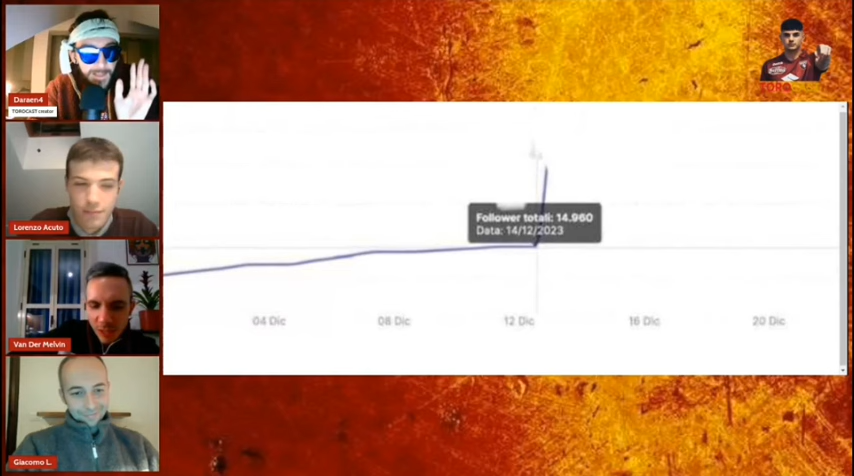 Daraen4
TOROCAST creator
TORO
Lorenzo Acuto
Van Der Melvin
Giacomo L.
Follower totali: 14.960
Data: 14/12/2023
04 Dic
08 Dic
12 Dic
16 Dic
20 Dic